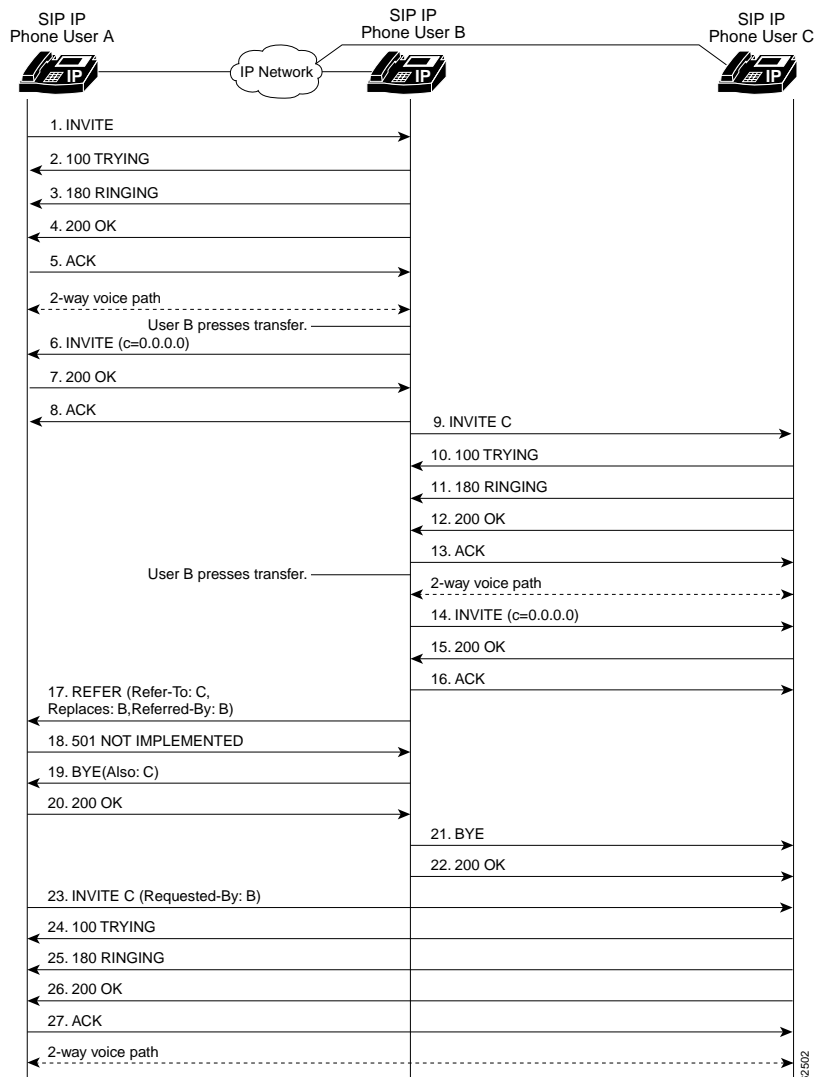 SIP IP
Phone User A
SIP IP
Phone User B
SIP IP
Phone User C
IP
IP Network
IP
IP
1. INVITE
2. 100 TRYING
3. 180 RINGING
4. 200 OK
5. ACK
2-way voice path
User B presses transfer.
6. INVITE (c=0.0.0.0)
7. 200 OK
8. ACK
9. INVITE C
10. 100 TRYING
11. 180 RINGING
12. 200 OK
13. ACK
User B presses transfer.
2-way voice path
14. INVITE (c=0.0.0.0)
15. 200 OK
16. ACK
17. REFER (Refer-To: C,
Replaces: B,Referred-By: B)
18. 501 NOT IMPLEMENTED
19. BYE(Also: C)
20. 200 OK
21. BYE
22. 200 OK
23. INVITE C (Requested-By: B)
24. 100 TRYING
25. 180 RINGING
26. 200 OK
27. ACK
2-way voice path